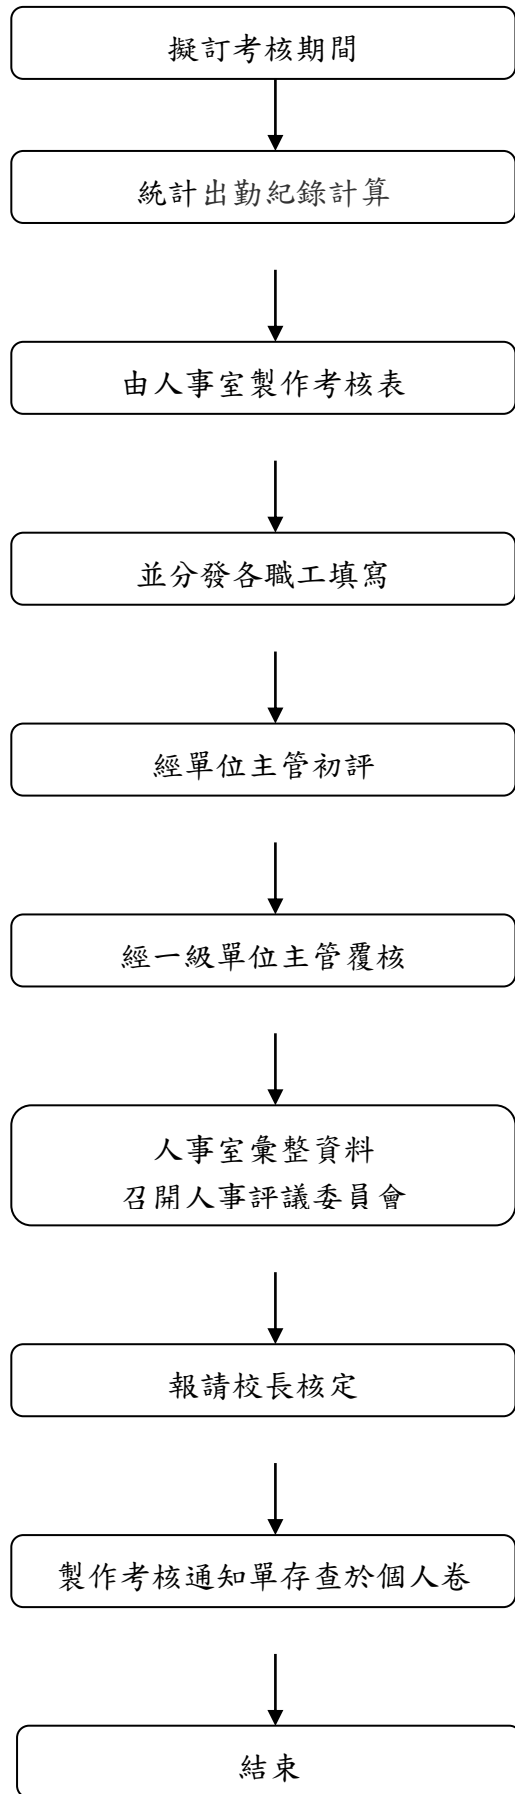 擬訂考核期間
統計出勤紀錄計算
由人事室製作考核表
並分發各職工填寫
經單位主管初評
經一級單位主管覆核
人事室彙整資料
召開人事評議委員會
報請校長核定
製作考核通知單存查於個人卷
結束